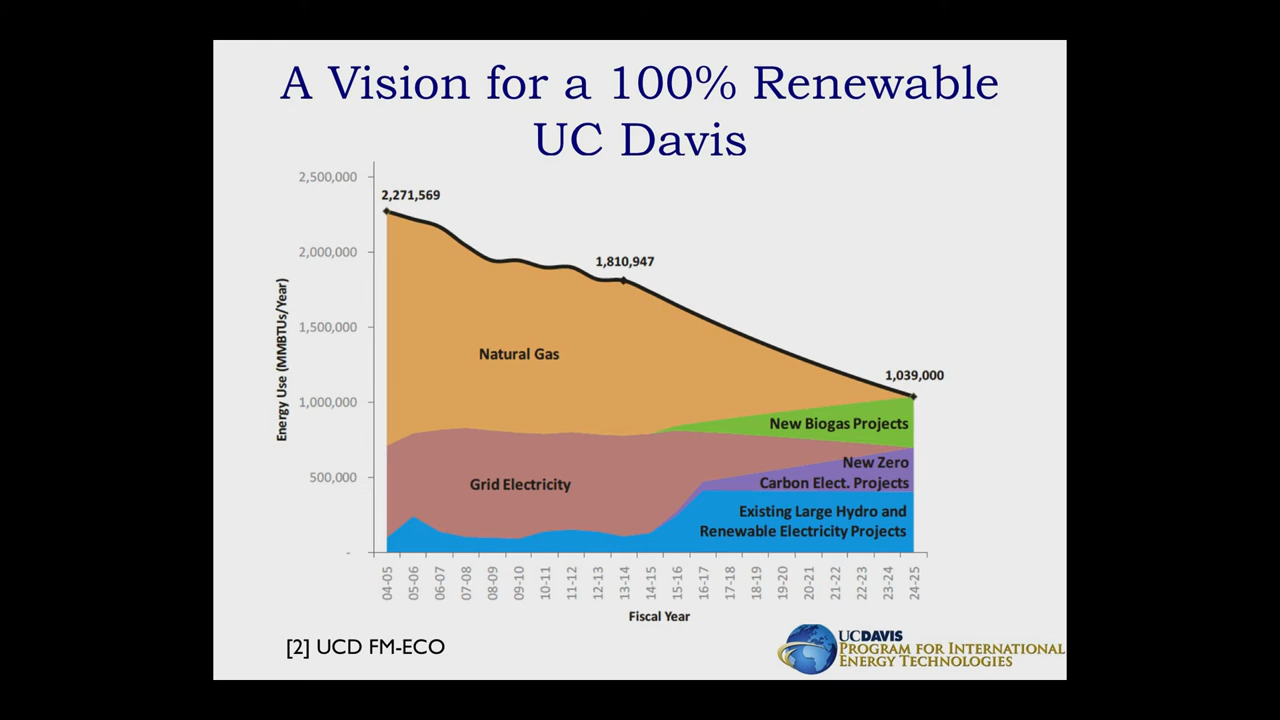 A Vision for a 100% Renewable
UC Davis
2,500,000
2,000,000
1,500,000
1,000,000
500,000
-
Energy Use (MMBTUs/Year)
2,271,569
1,810,947
1,039,000
Natural Gas
New Biogas Projects
Grid Electricity
New Zero
Carbon Elect. Projects
Existing Large Hydro and
Renewable Electricity Projects
04-05
05-06
06-07
07-08
08-09
09-10
10-11
11-12
12-13
13-14
14-15
15-16
16-17
17-18
18-19
19-20
20-21
21-22
22-23
23-24
24-25
Fiscal Year
[2] UCD FM-ECO
UCDAVIS
PROGRAM FOR INTERNATIONAL
ENERGY TECHNOLOGIES